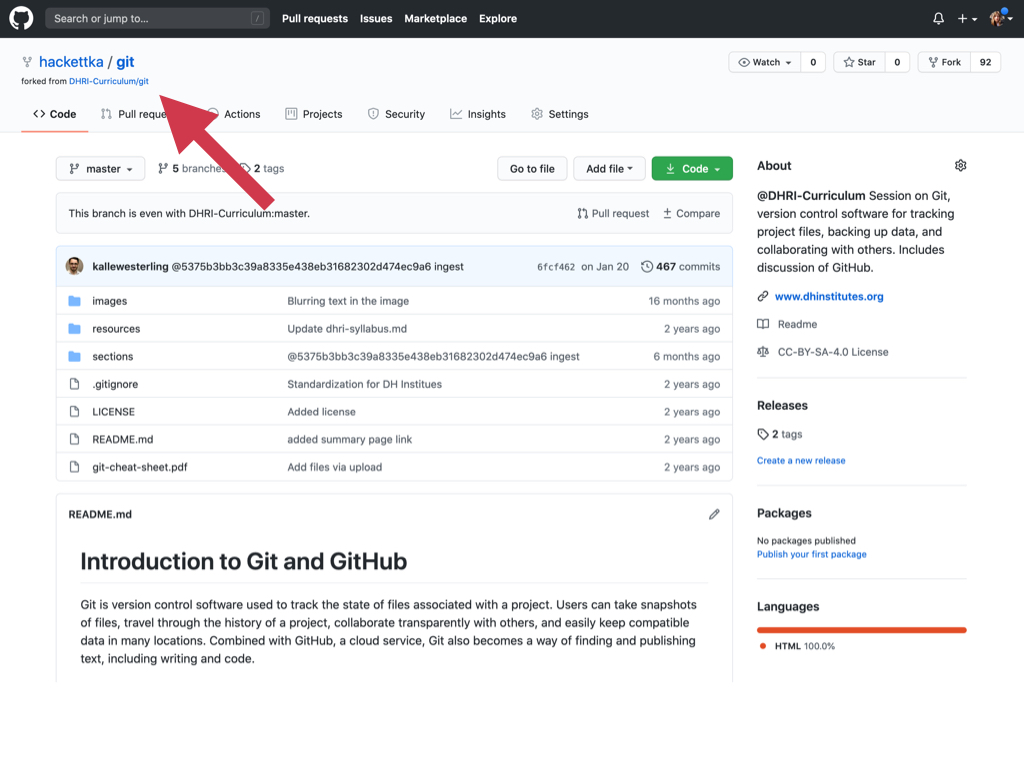 Search or jump to... /
Pull requests Issues Marketplace Explore
hackettka / git
forked from DHRI-Curriculum/git
Watch 0 Star 0 Fork 92
Code Pull reque Actions Projects Security Insights Settings
master 5 branches 2 tags Go to file Add file Code
This branch is even with DHRI-Curriculum:master. Pull request Compare
kallewesterling @5375b3bb3c39a8335e438eb31682302d474ec9a6 ingest 6fcf462 on Jan 20 467 commits
images Blurring text in the image 16 months ago
resources Update dhri-syllabus.md 2 years ago
sections @5375b3bb3c39a8335e438eb31682302d474ec9a6 ingest 6 months ago
.gitignore Standardization for DH Institues 2 years ago
LICENSE Added license 2 years ago
README.md added summary page link 2 years ago
git-cheat-sheet.pdf Add files via upload 2 years ago
README.md
Introduction to Git and GitHub
Git is version control software used to track the state of files associated with a project. Users can take snapshots
of files, travel through the history of a project, collaborate transparently with others, and easily keep compatible
data in many locations. Combined with GitHub, a cloud service, Git also becomes a way of finding and publishing
text, including writing and code.
About
@DHRI-Curriculum Session on Git,
version control software for tracking
project files, backing up data, and
collaborating with others. Includes
discussion of GitHub.
www.dhinstitutes.org
Readme
CC-BY-SA-4.0 License
Releases
2 tags
Create a new release
Packages
No packages published
Publish your first package
Languages
HTML 100.0%